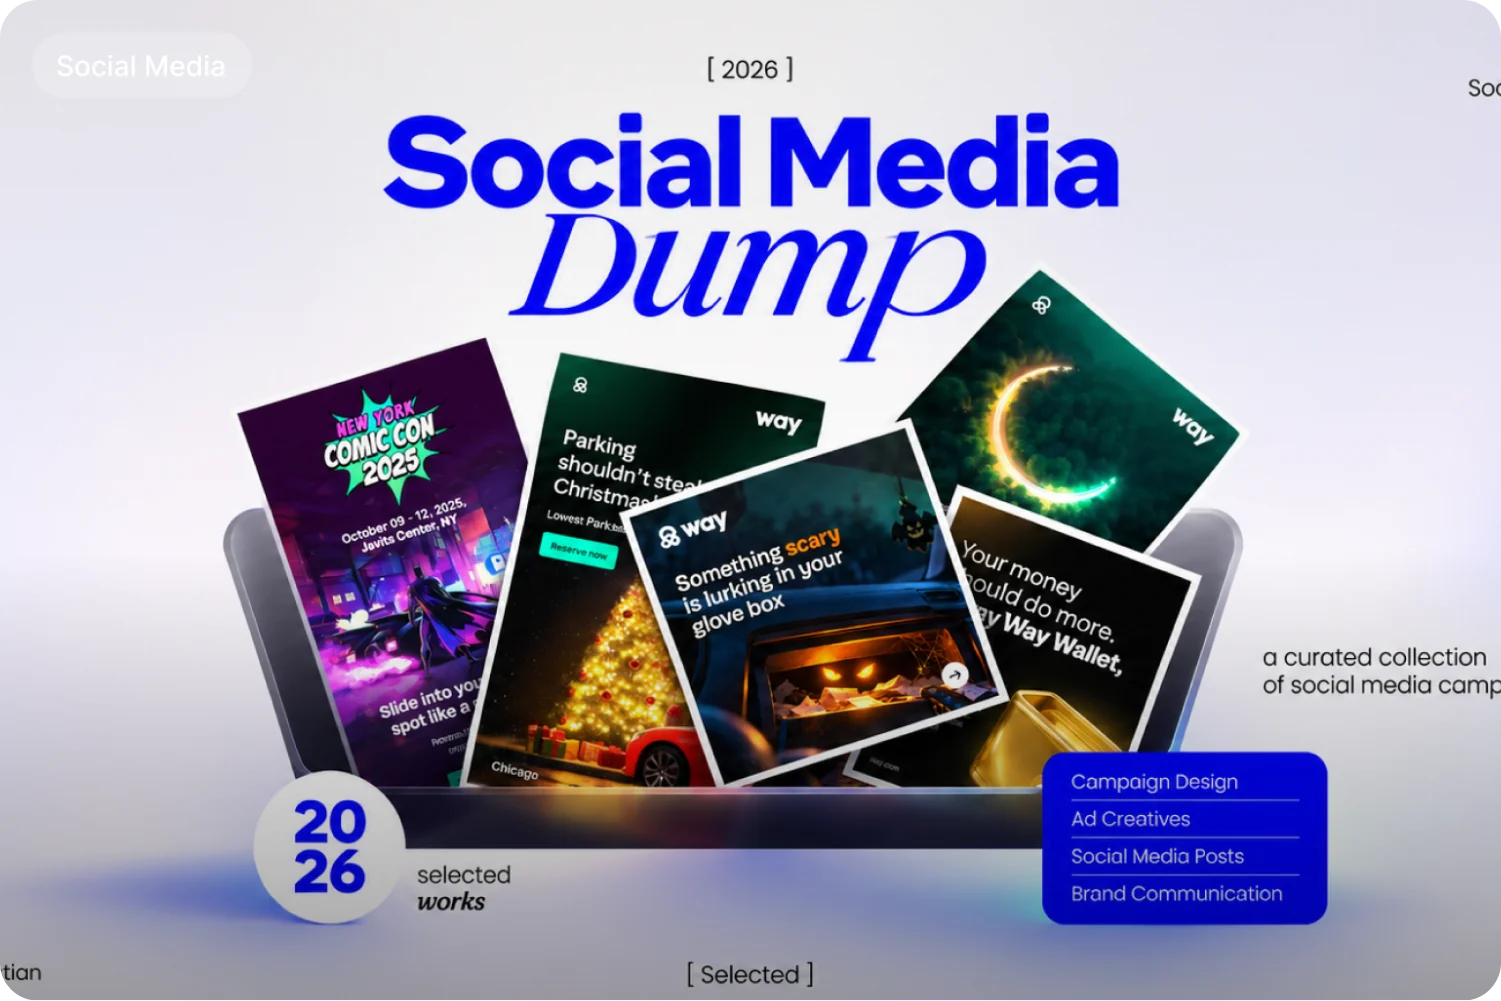 Social Media
[ 2026 ]
Soc
Social Media
Dump
NEW YORK
COMIC CON
2025
October 09 - 12, 2025,
Javits Center, NY
Slide into you
spot like a
way
Parking
shouldn't steal
Christmas
Lowest Park
Reserve now
Chicago
way
Something scary
is lurking in your
glove box
way
Your money
ould do more.
ay Way Wallet,
a curated collection
of social media camp
Campaign Design
Ad Creatives
Social Media Posts
Brand Communication
20
26
selected
works
tian
[ Selected ]